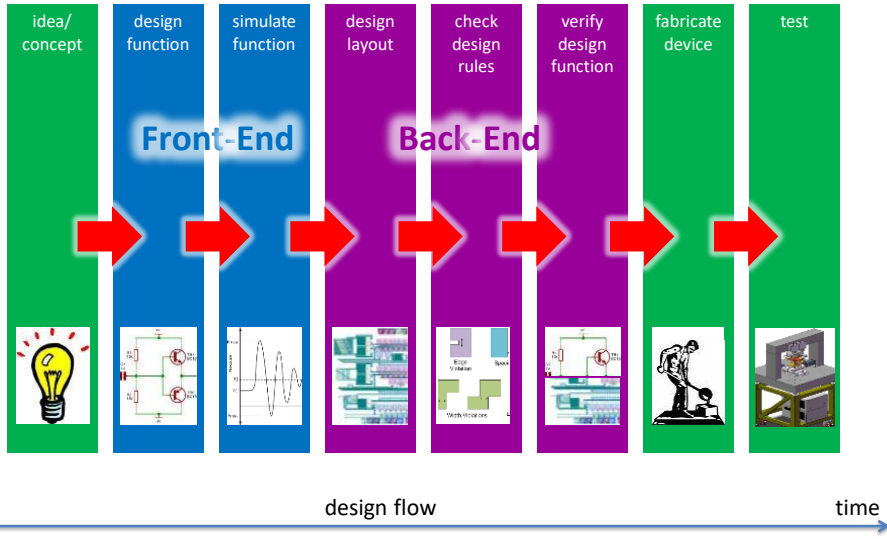 idea/
concept
design
function
simulate
function
design
layout
check
design
rules
verify
design
function
fabricate
device
test
Front-End
Back-End
Edge
Violation
Width Violations
design flow
time